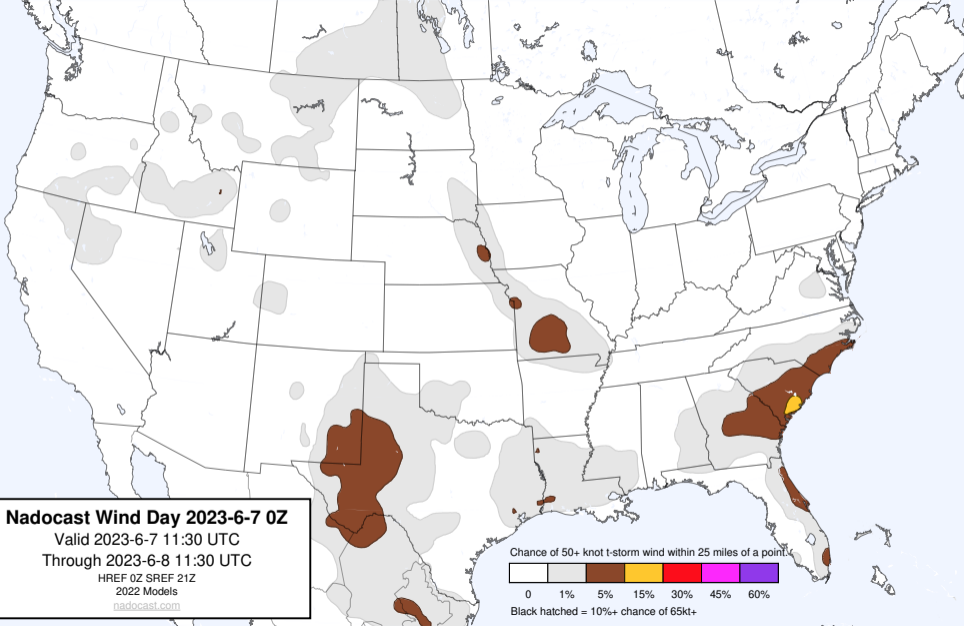 Nadocast Wind Day 2023-6-7 0Z
Valid 2023-6-7 11:30 UTC
Through 2023-6-8 11:30 UTC
HREF 0Z SREF 21Z
2022 Models
nadocast.com
Chance of 50+ knot t-storm wind within 25 miles of a point.
0 1% 5% 15% 30% 45% 60%
Black hatched = 10%+ chance of 65kt+